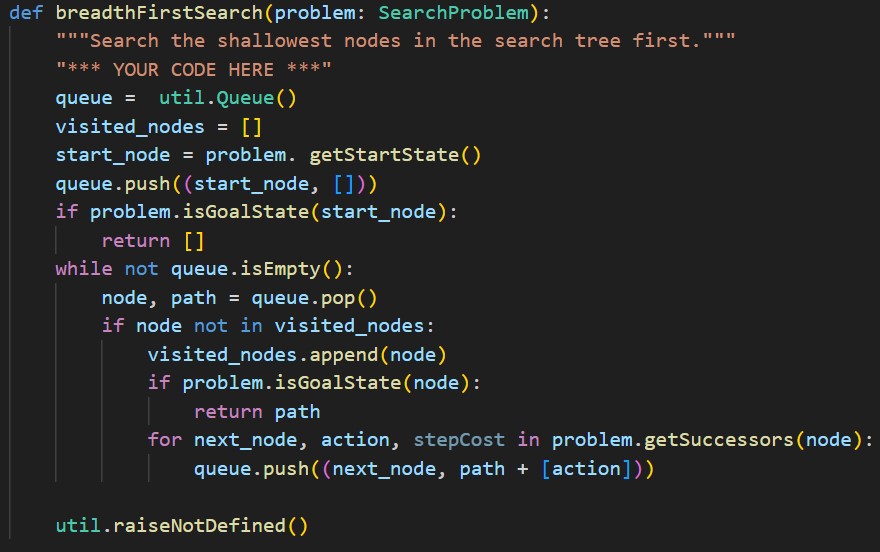 def breadthFirstSearch(problem: SearchProblem):
    """Search the shallowest nodes in the search tree first."""
    "*** YOUR CODE HERE ***"
    queue =  util.Queue()
    visited_nodes = []
    start_node = problem. getStartState()
    queue.push((start_node, []))
    if problem.isGoalState(start_node):
        return []
    while not queue.isEmpty():
        node, path = queue.pop()
        if node not in visited_nodes:
            visited_nodes.append(node)
            if problem.isGoalState(node):
                return path
            for next_node, action, stepCost in problem.getSuccessors(node):
                queue.push((next_node, path + [action]))
    util.raiseNotDefined()